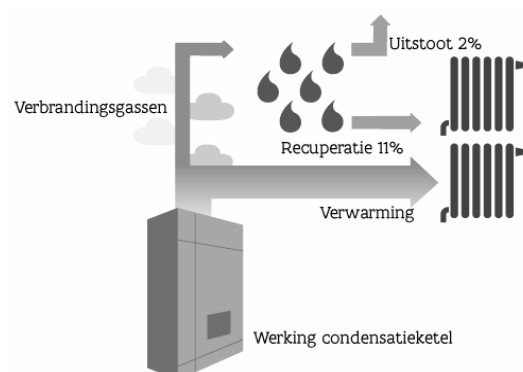 Uitstoot 2%
Verbrandingsgassen
Recuperatie 11%
Verwarming
Werking condensatieketel